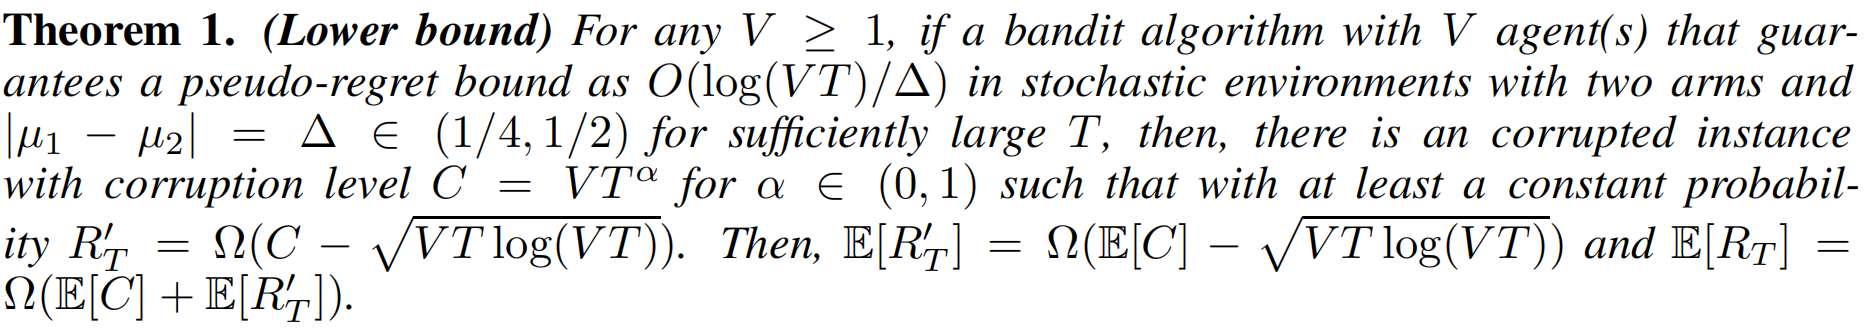 Theorem 1. (Lower bound) For any V ≥ 1, if a bandit algorithm with V agent(s) that guar-
antees a pseudo-regret bound as O(log(VT)/Δ) in stochastic environments with two arms and
|μ₁ − μ₂| = Δ ∈ (1/4, 1/2) for sufficiently large T, then, there is an corrupted instance
with corruption level C = VT^α for α ∈ (0, 1) such that with at least a constant probabil-
ity R′_T = Ω(C − √(VT log(VT))). Then, 𝔼[R′_T] = Ω(𝔼[C] − √(VT log(VT))) and 𝔼[R_T] =
Ω(𝔼[C] + 𝔼[R′_T]).